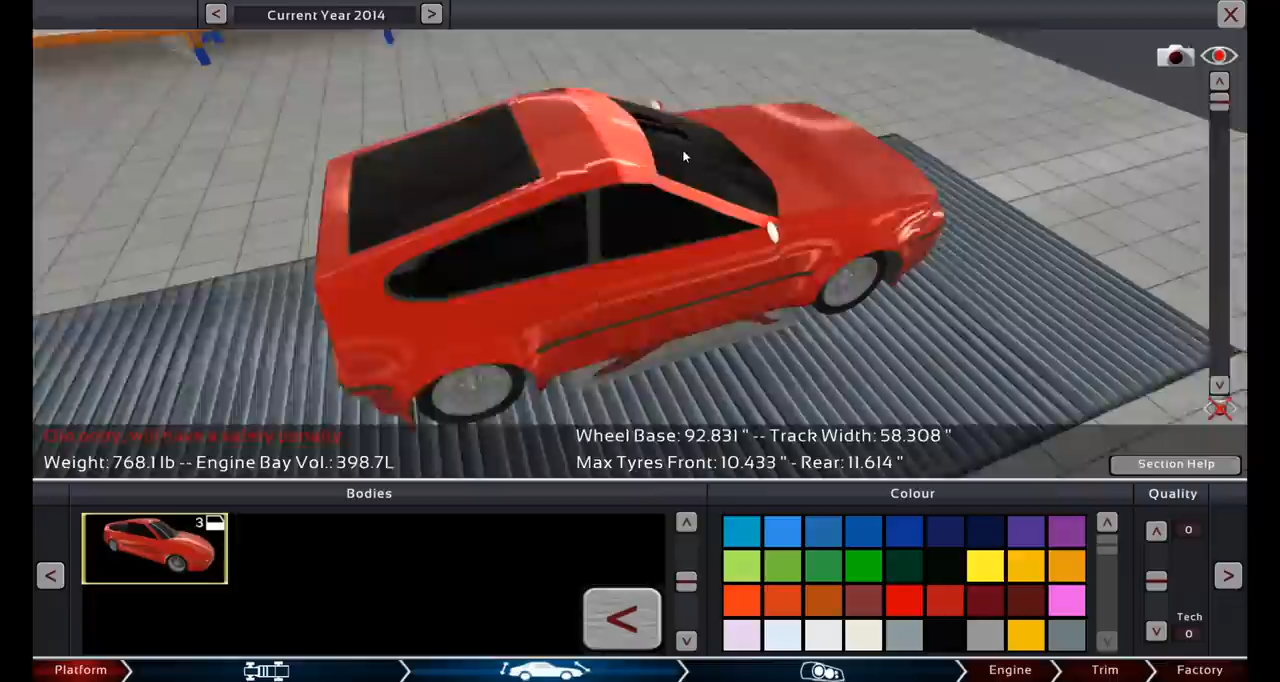 <
Current Year 2014
>
X
Old body, will have a safety penalty
Weight: 768.1 lb -- Engine Bay Vol.: 398.7L
Wheel Base: 92.831 " -- Track Width: 58.308 "
Max Tyres Front: 10.433 " - Rear: 11.614 "
Section Help
Bodies
Colour
Quality
3
0
<
>
<
Tech
0
Platform
Engine
Trim
Factory